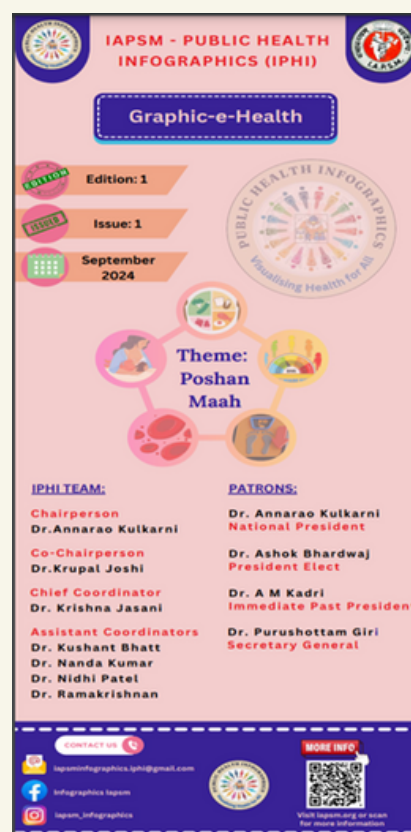 IAPSM - PUBLIC HEALTH
INFOGRAPHICS (IPHI)
I.A.P.S.M.
Graphic-e-Health
EDITION
Edition: 1
ISSUED
Issue: 1
September
2024
PUBLIC HEALTH INFOGRAPHICS
Visualising Health for All
Theme:
Poshan
Maah
IPHI TEAM:
Chairperson
Dr.Annarao Kulkarni
Co-Chairperson
Dr.Krupal Joshi
Chief Coordinator
Dr. Krishna Jasani
Assistant Coordinators
Dr. Kushant Bhatt
Dr. Nanda Kumar
Dr. Nidhi Patel
Dr. Ramakrishnan
PATRONS:
Dr. Annarao Kulkarni
National President
Dr. Ashok Bhardwaj
President Elect
Dr. A M Kadri
Immediate Past Presiden
Dr. Purushottam Giri
Secretary General
CONTACT US
iapsminfographics.iphi@gmail.com
Infographics Iapsm
iapsm_infographics
MORE INFO
Visit iapsm.org or scan
for more information